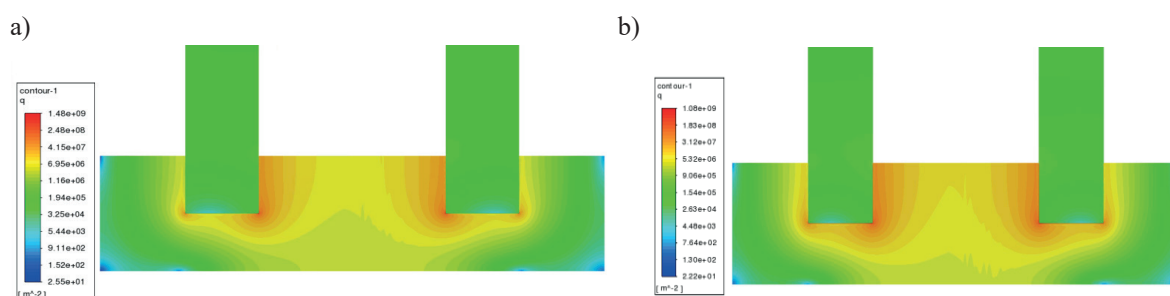 a)
contour-1
q
1.48e+09
2.48e+08
4.15e+07
6.95e+06
1.16e+06
1.94e+05
3.25e+04
5.44e+03
9.11e+02
1.52e+02
2.55e+01
[ m^-2 ]
b)
contour-1
q
1.08e+09
1.83e+08
3.12e+07
5.32e+06
9.06e+05
1.54e+05
2.63e+04
4.48e+03
7.64e+02
1.30e+02
2.22e+01
[ m^-2 ]